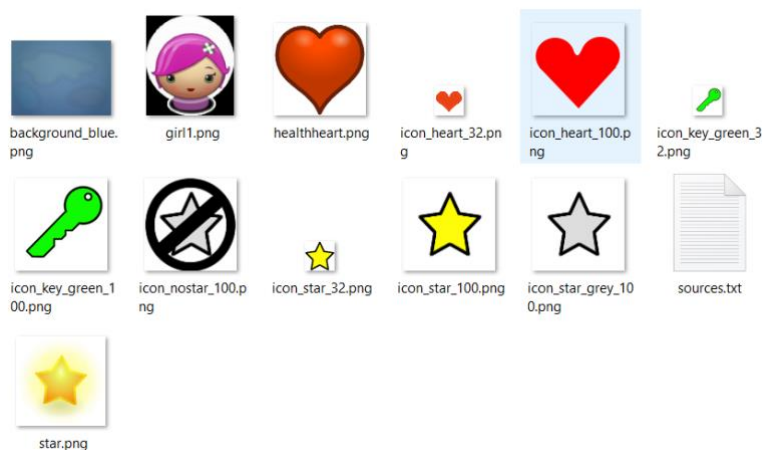 background_blue.
png
girl1.png
healthheart.png
icon_heart_32.pn
g
icon_heart_100.p
ng
icon_key_green_3
2.png
icon_key_green_1
00.png
icon_nostar_100.p
ng
icon_star_32.png
icon_star_100.png
icon_star_grey_10
0.png
sources.txt
star.png